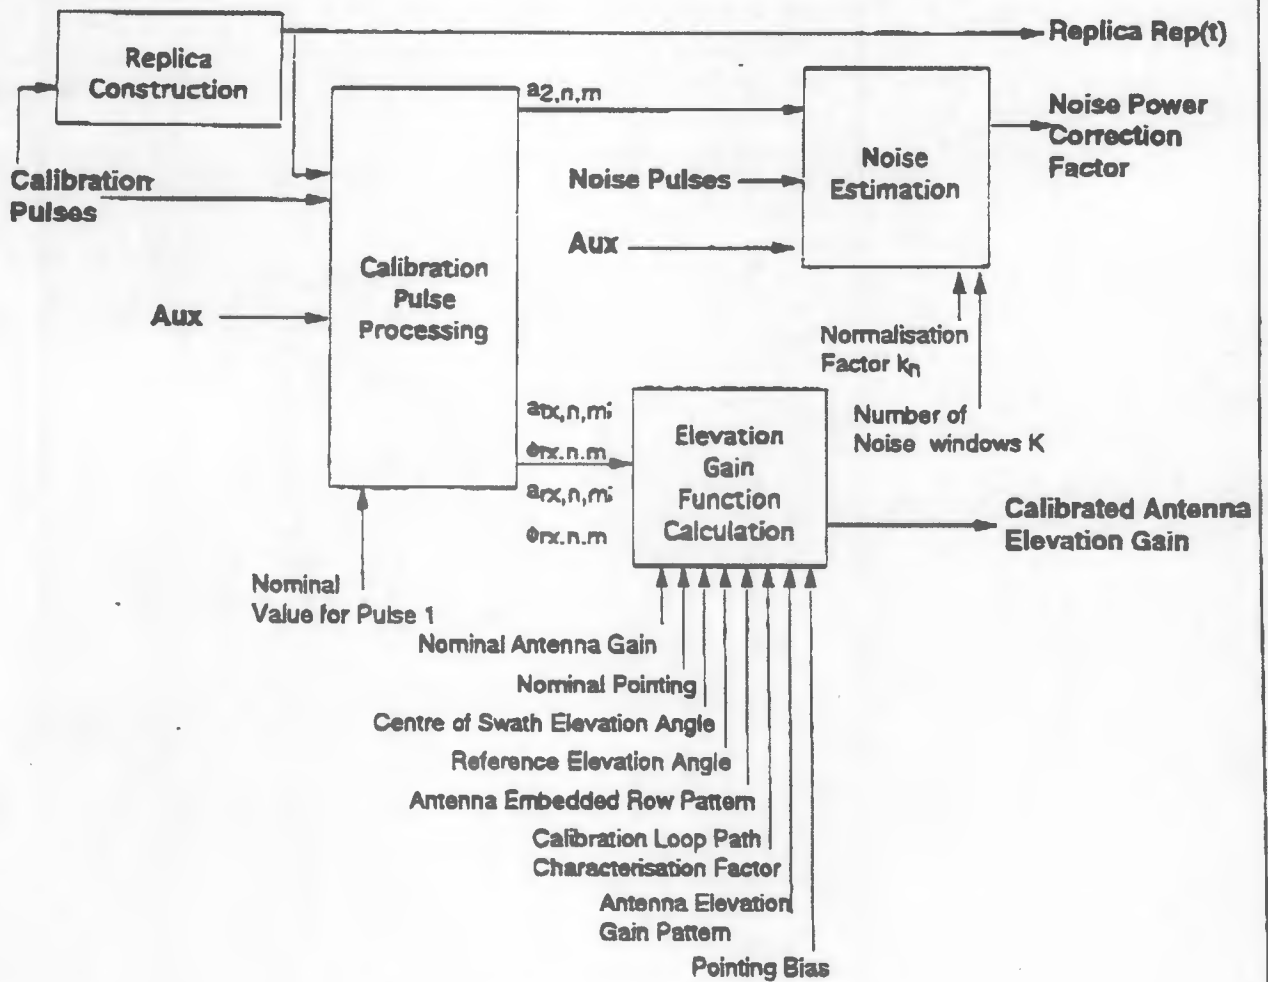 Replica
Construction
Replica Rep(t)
a2,n,m
Noise Power
Correction
Factor
Calibration
Pulses
Noise Pulses
Noise
Estimation
Aux
Calibration
Pulse
Processing
Aux
Normalisation
Factor kn
Number of
Noise windows K
atx,n,m;
ɸrx.n.m
arx,n,m;
ɸrx.n.m
Elevation
Gain
Function
Calculation
Calibrated Antenna
Elevation Gain
Nominal
Value for Pulse 1
Nominal Antenna Gain
Nominal Pointing
Centre of Swath Elevation Angle
Reference Elevation Angle
Antenna Embedded Row Pattern
Calibration Loop Path
Characterisation Factor
Antenna Elevation
Gain Pattern
Pointing Bias